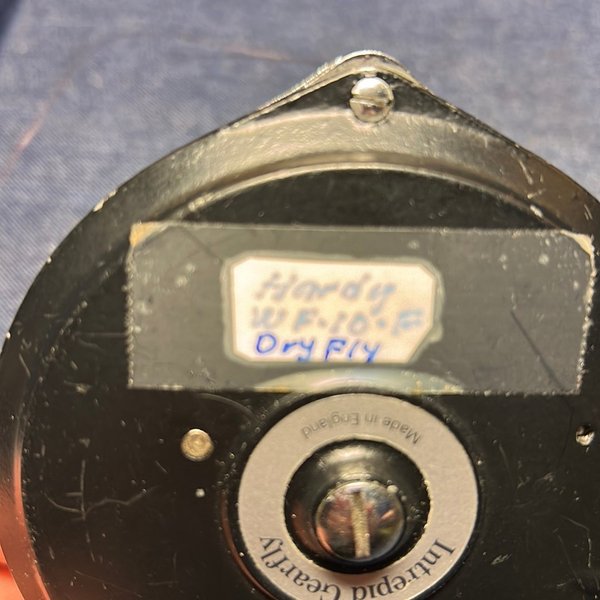 Hardy
WF-10-F
Dry Fly
Made in England
Intrepid Gearfly